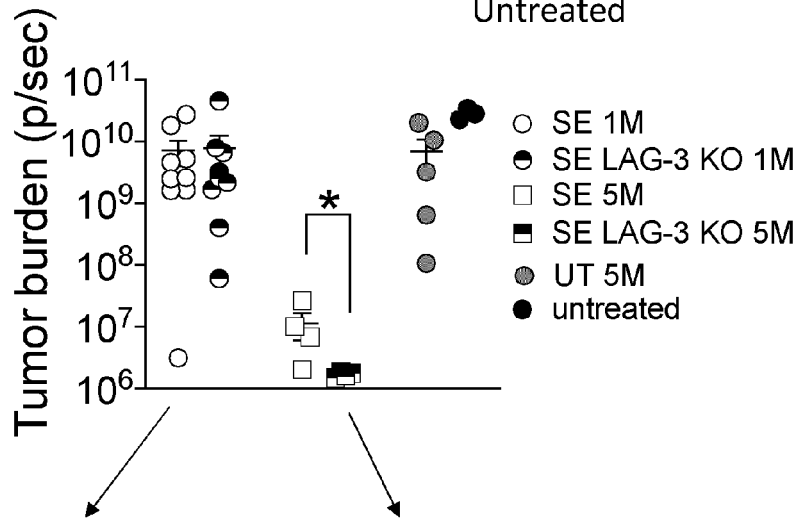 Untreated
Tumor burden (p/sec)
10¹¹
10¹⁰
10⁹
10⁸
10⁷
10⁶
*
SE 1M
SE LAG-3 KO 1M
SE 5M
SE LAG-3 KO 5M
UT 5M
untreated